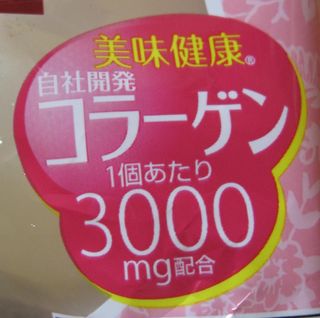 美味健康®
自社開発
コラーゲン
1個あたり
3000
mg配合